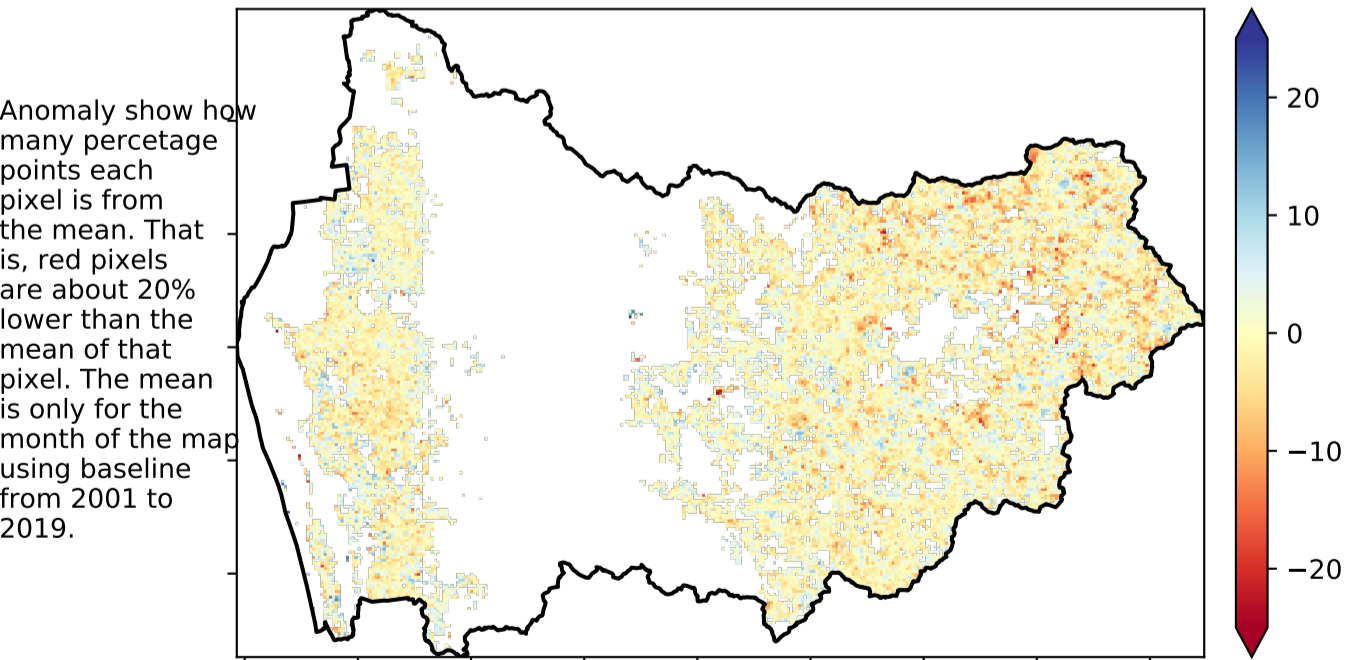 Anomaly show how
many percetage
points each
pixel is from
the mean. That
is, red pixels
are about 20%
lower than the
mean of that
pixel. The mean
is only for the
month of the map
using baseline
from 2001 to
2019.
20
10
0
−10
−20